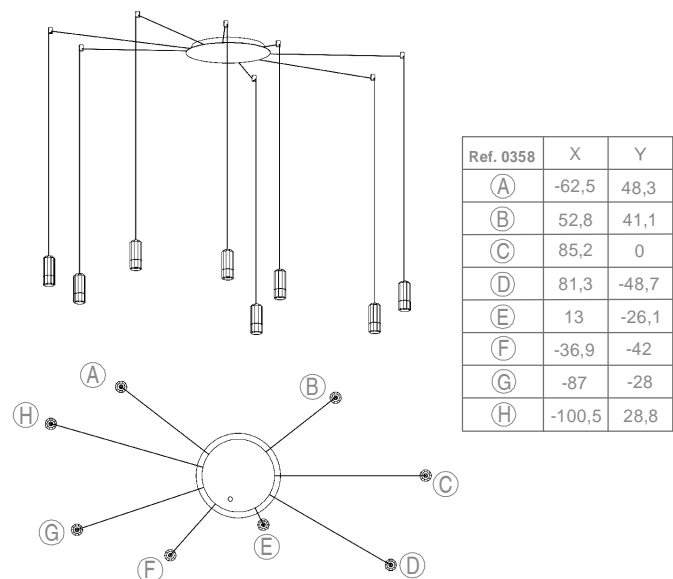 Ref. 0358 X Y
A -62,5 48,3
B 52,8 41,1
C 85,2 0
D 81,3 -48,7
E 13 -26,1
F -36,9 -42
G -87 -28
H -100,5 28,8
A
B
H
C
G
E
F
D